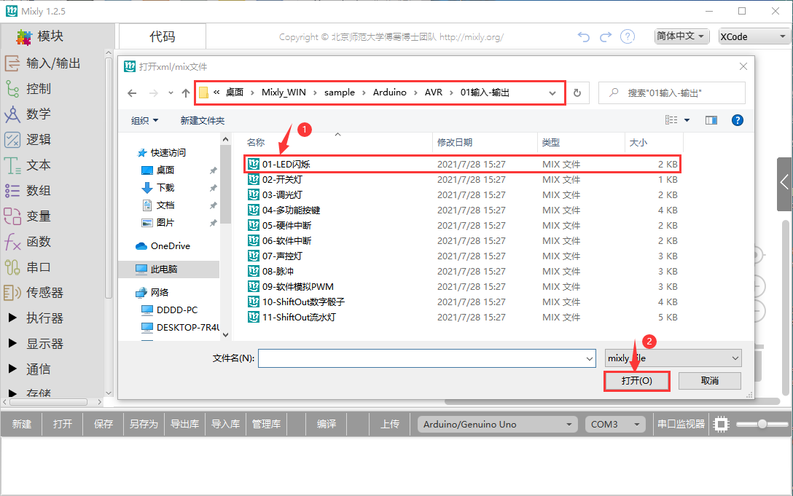 Mixly 1.2.5
模块
代码
Copyright © 北京师范大学傅骞博士团队 http://mixly.org/
简体中文
XCode
输入/输出
控制
数学
逻辑
文本
数组
变量
函数
串口
传感器
执行器
显示器
通信
存储
打开xml/mix文件
« 桌面 > Mixly_WIN > sample > Arduino > AVR > 01输入-输出
搜索"01输入-输出"
组织
新建文件夹
1
名称 修改日期 类型 大小
快速访问
桌面
下载
文档
图片
OneDrive
此电脑
网络
DDDD-PC
DESKTOP-7R4U
01-LED闪烁 2021/7/28 15:27 MIX 文件 2 KB
02-开关灯 2021/7/28 15:27 MIX 文件 1 KB
03-调光灯 2021/7/28 15:27 MIX 文件 2 KB
04-多功能按键 2021/7/28 15:27 MIX 文件 4 KB
05-硬件中断 2021/7/28 15:27 MIX 文件 2 KB
06-软件中断 2021/7/28 15:27 MIX 文件 2 KB
07-声控灯 2021/7/28 15:27 MIX 文件 3 KB
08-脉冲 2021/7/28 15:27 MIX 文件 3 KB
09-软件模拟PWM 2021/7/28 15:27 MIX 文件 3 KB
10-ShiftOut数字骰子 2021/7/28 15:27 MIX 文件 4 KB
11-ShiftOut流水灯 2021/7/28 15:27 MIX 文件 5 KB
2
文件名(N):
打开(O)
取消
新建 打开 保存 另存为 导出库 导入库 管理库 编译 上传 Arduino/Genuino Uno COM3 串口监视器